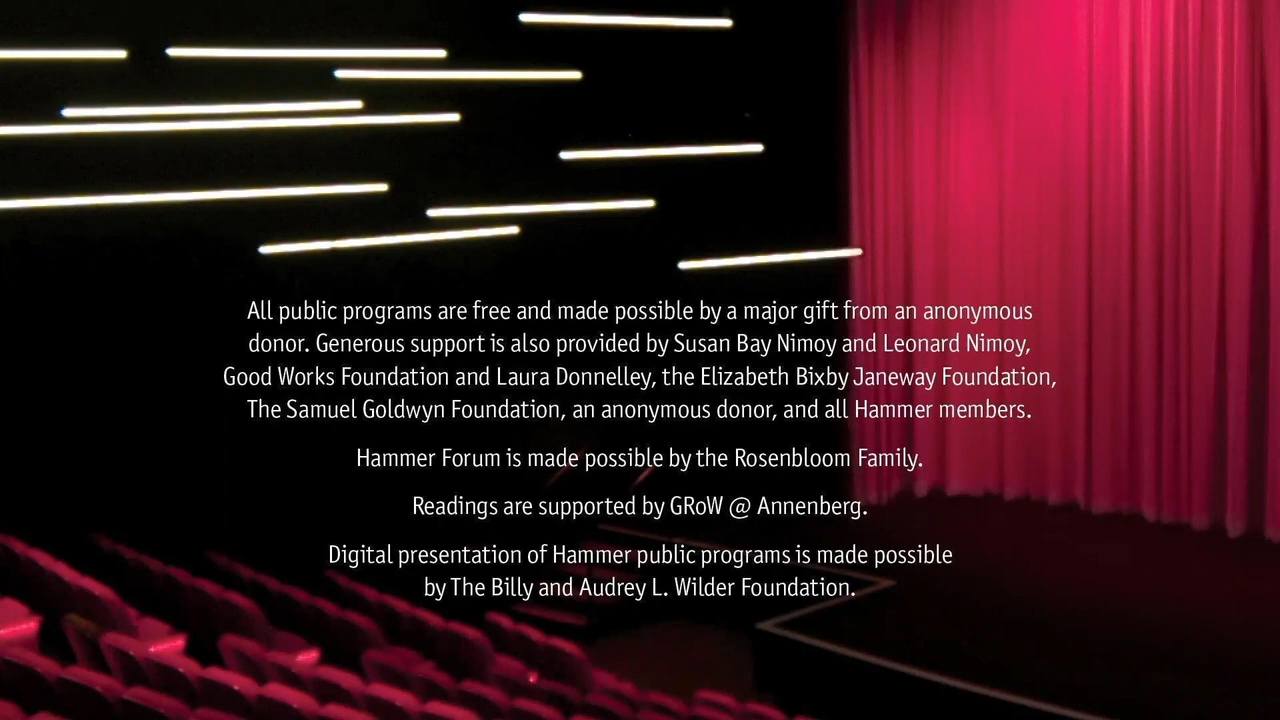 All public programs are free and made possible by a major gift from an anonymous
donor. Generous support is also provided by Susan Bay Nimoy and Leonard Nimoy,
Good Works Foundation and Laura Donnelley, the Elizabeth Bixby Janeway Foundation,
The Samuel Goldwyn Foundation, an anonymous donor, and all Hammer members.
Hammer Forum is made possible by the Rosenbloom Family.
Readings are supported by GRoW @ Annenberg.
Digital presentation of Hammer public programs is made possible
by The Billy and Audrey L. Wilder Foundation.